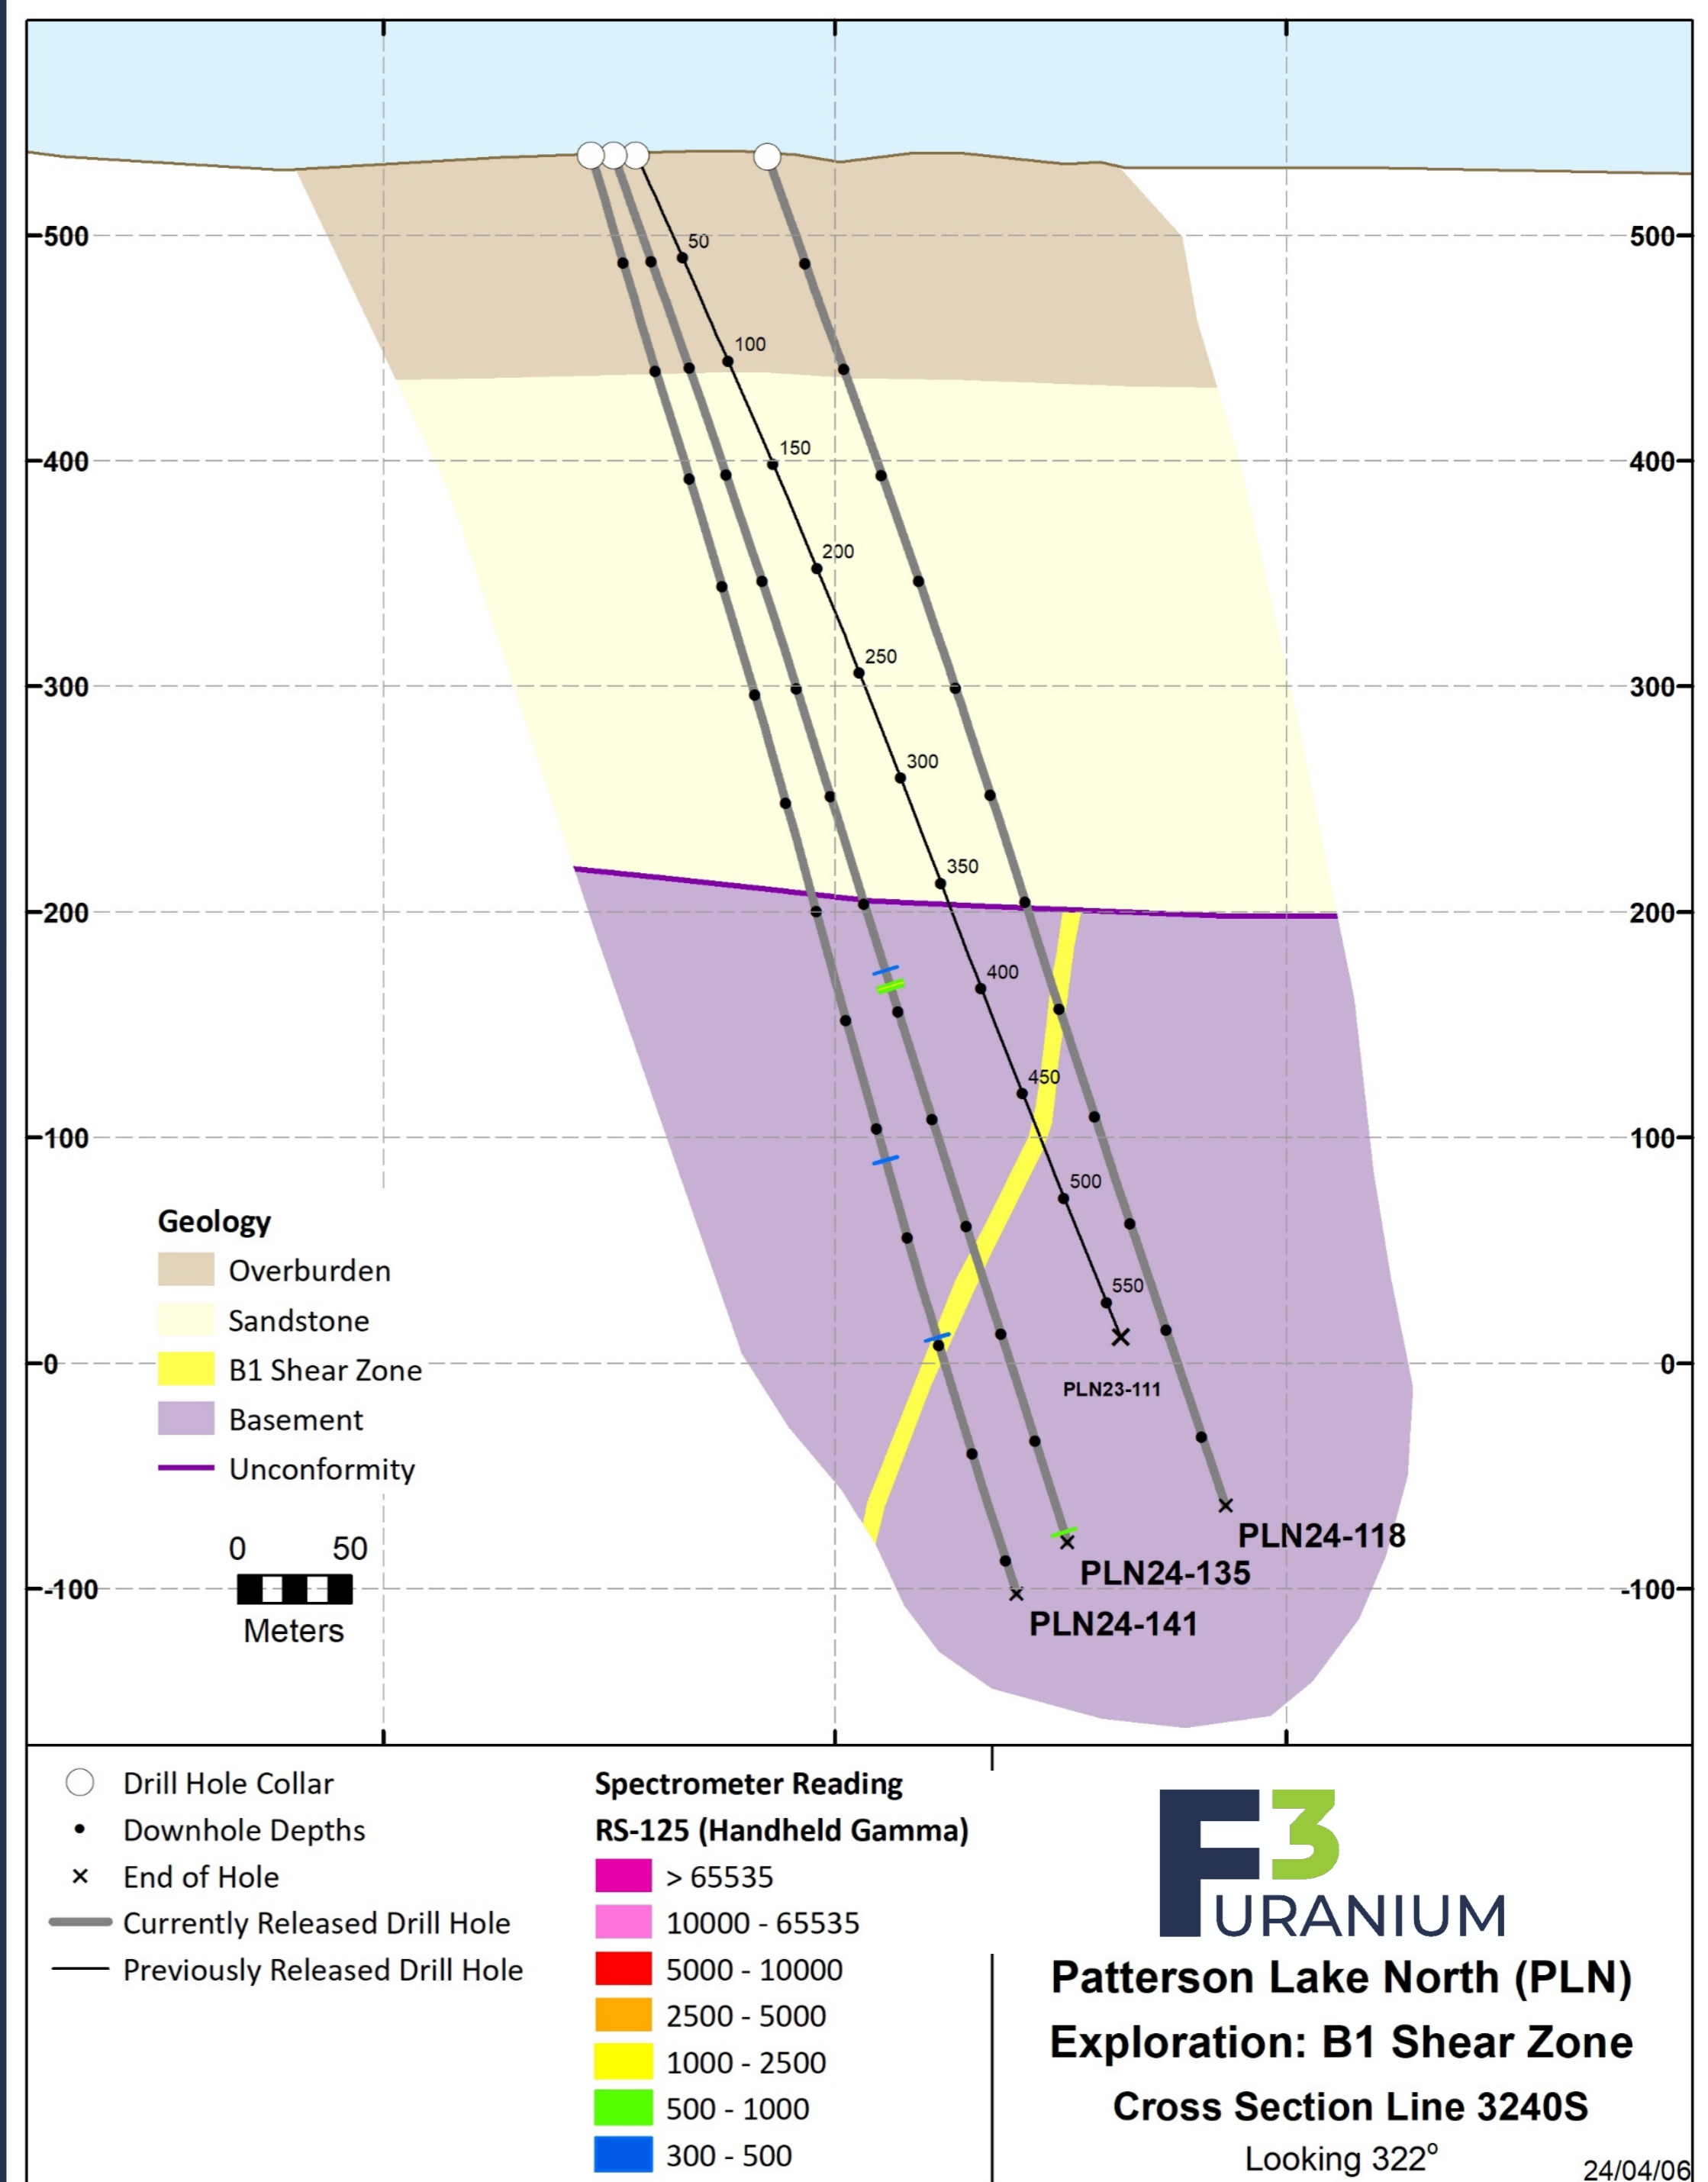 50
500
500
100
150
400
400
200
250
300
300
300
350
200
200
400
450
100
100
500
550
0
0
PLN23-111
PLN24-118
PLN24-135
PLN24-141
-100
-100
Geology
Overburden
Sandstone
B1 Shear Zone
Basement
Unconformity
0 50
Meters
Drill Hole Collar
Downhole Depths
End of Hole
Currently Released Drill Hole
Previously Released Drill Hole
Spectrometer Reading
RS-125 (Handheld Gamma)
> 65535
10000 - 65535
5000 - 10000
2500 - 5000
1000 - 2500
500 - 1000
300 - 500
F3
URANIUM
Patterson Lake North (PLN)
Exploration: B1 Shear Zone
Cross Section Line 3240S
Looking 322°
24/04/06